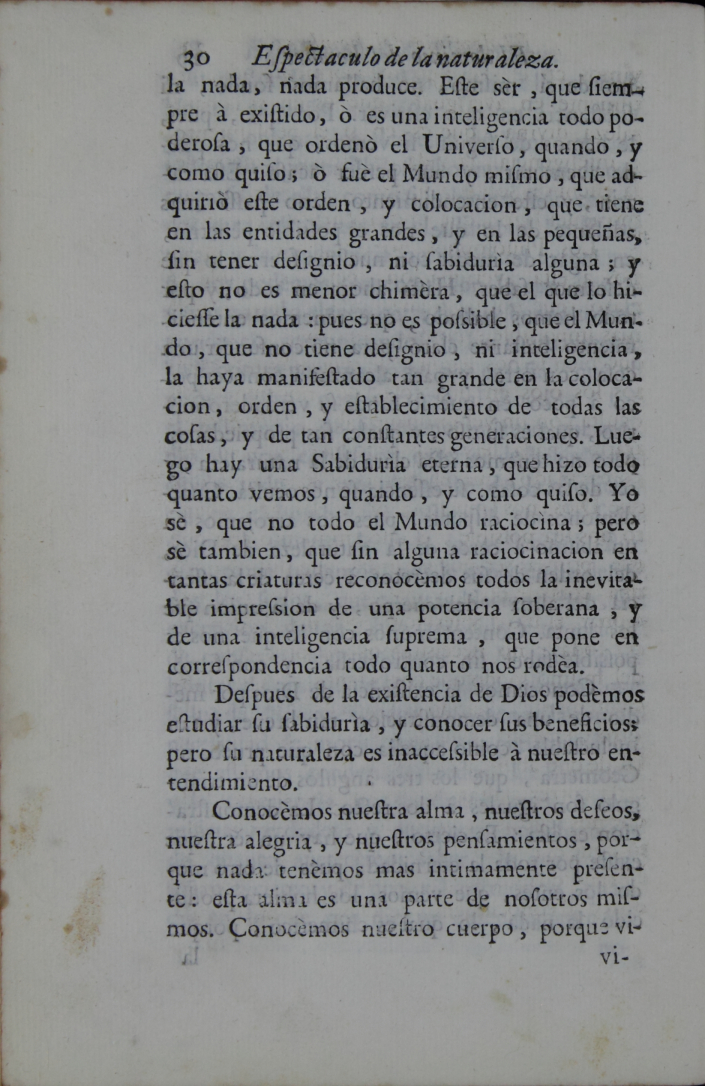 30 Eſpectaculo de la naturaleza.
la nada, nada produce. Eſte sèr , que ſiem-
pre à exiſtido, ò es una inteligencia todo po-
deroſa , que ordenò el Univerſo, quando , y
como quiſo; ò fuè el Mundo miſmo , que ad-
quiriò eſte orden , y colocacion , que tiene
en las entidades grandes, y en las pequeñas,
ſin tener deſignio , ni ſabiduria alguna ; y
eſto no es menor chimèra, que el que lo hi-
cieſſe la nada : pues no es poſsible , que el Mun-
do , que no tiene deſignio , ni inteligencia,
la haya manifeſtado tan grande en la coloca-
cion, orden , y eſtablecimiento de todas las
coſas, y de tan conſtantes generaciones. Lue-
go hay una Sabidurìa eterna, que hizo todo
quanto vemos , quando , y como quiſo. Yo
sè , que no todo el Mundo raciocina ; pero
sè tambien, que ſin alguna raciocinacion en
tantas criaturas reconocèmos todos la inevita-
ble impreſsion de una potencia ſoberana , y
de una inteligencia ſuprema , que pone en
correſpondencia todo quanto nos rodèa.
Deſpues de la exiſtencia de Dios podèmos
eſtudiar ſu ſabidurìa , y conocer ſus beneficios;
pero ſu naturaleza es inacceſsible à nueſtro en-
tendimiento.
Conocèmos nueſtra alma , nueſtros deſeos,
nueſtra alegria , y nueſtros penſamientos , por-
que nada tenèmos mas intimamente preſen-
te : eſta alma es una parte de noſotros miſ-
mos. Conocèmos nueſtro cuerpo , porque vi-
vi-